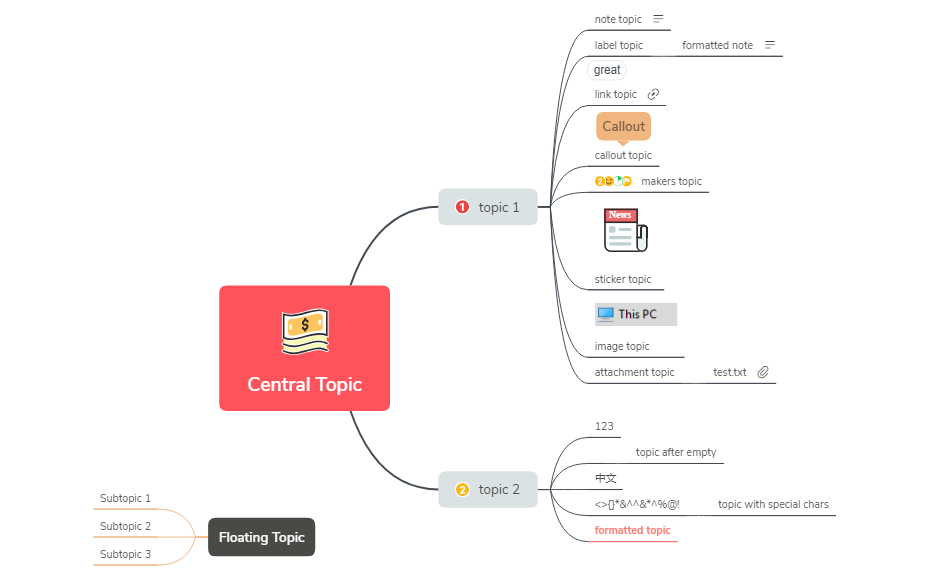 note topic
label topic
formatted note
great
link topic
Callout
callout topic
2
makers topic
1
topic 1
News
sticker topic
This PC
image topic
attachment topic
test.txt
$
Central Topic
2
topic 2
123
topic after empty
中文
<>{}*&^^&*^%@!
topic with special chars
formatted topic
Subtopic 1
Subtopic 2
Subtopic 3
Floating Topic